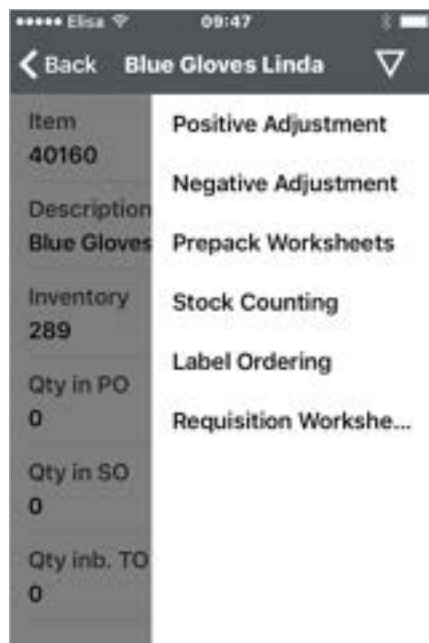 Elisa 09:47
Back Blue Gloves Linda
Item
40160
Description
Blue Gloves
Inventory
289
Qty in PO
0
Qty in SO
0
Qty inb. TO
0
Positive Adjustment
Negative Adjustment
Prepack Worksheets
Stock Counting
Label Ordering
Requisition Workshe...